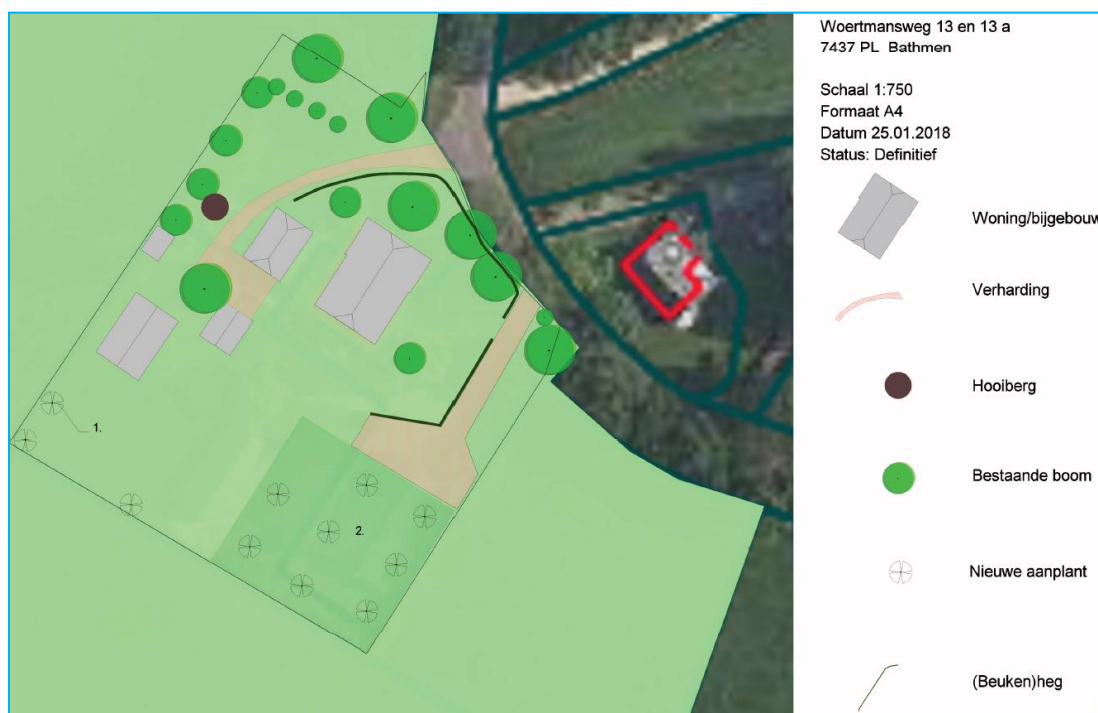 Woertmansweg 13 en 13 a
7437 PL Bathmen
Schaal 1:750
Formaat A4
Datum 25.01.2018
Status: Definitief
Woning/bijgebouw
Verharding
Hooiberg
Bestaande boom
Nieuwe aanplant
(Beuken)heg
1.
2.